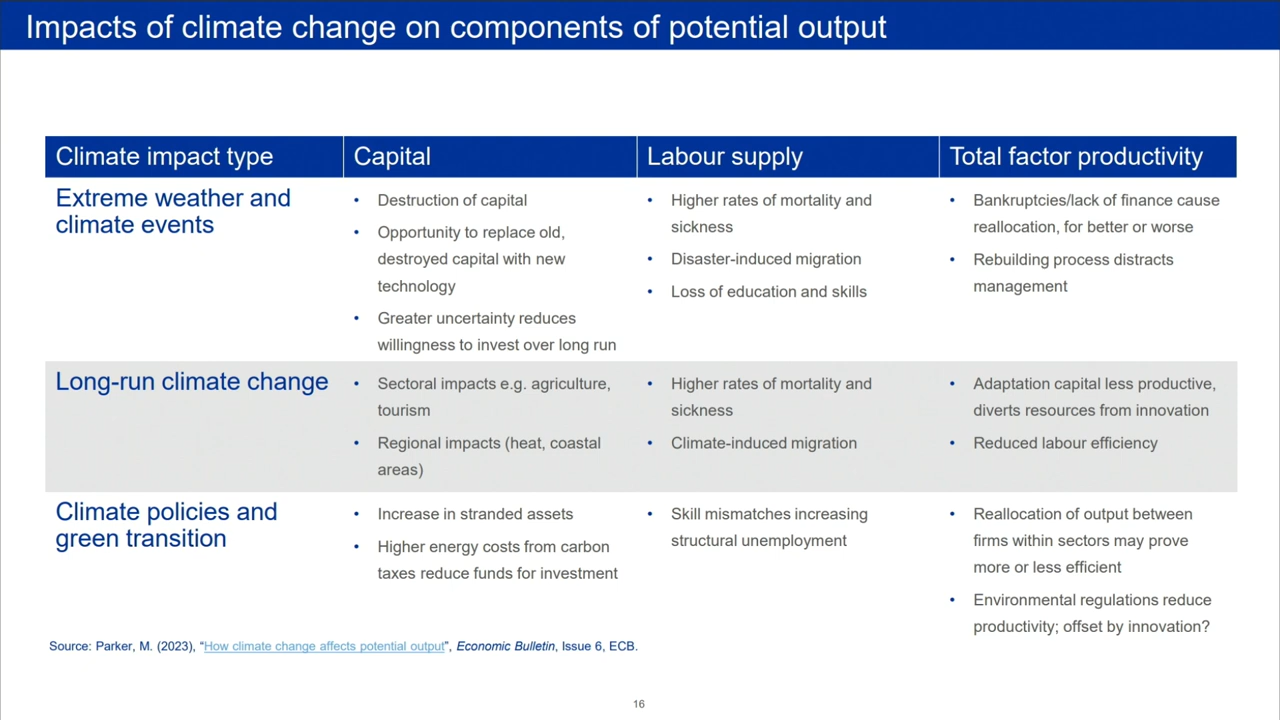 Impacts of climate change on components of potential output
Climate impact type
Capital
Labour supply
Total factor productivity
Extreme weather and
climate events
• Destruction of capital
• Opportunity to replace old,
destroyed capital with new
technology
• Greater uncertainty reduces
willingness to invest over long run
• Higher rates of mortality and
sickness
• Disaster-induced migration
• Loss of education and skills
• Bankruptcies/lack of finance cause
reallocation, for better or worse
• Rebuilding process distracts
management
Long-run climate change
• Sectoral impacts e.g. agriculture,
tourism
• Regional impacts (heat, coastal
areas)
• Higher rates of mortality and
sickness
• Climate-induced migration
• Adaptation capital less productive,
diverts resources from innovation
• Reduced labour efficiency
Climate policies and
green transition
• Increase in stranded assets
• Higher energy costs from carbon
taxes reduce funds for investment
• Skill mismatches increasing
structural unemployment
• Reallocation of output between
firms within sectors may prove
more or less efficient
• Environmental regulations reduce
productivity; offset by innovation?
Source: Parker, M. (2023), “How climate change affects potential output”, Economic Bulletin, Issue 6, ECB.
16